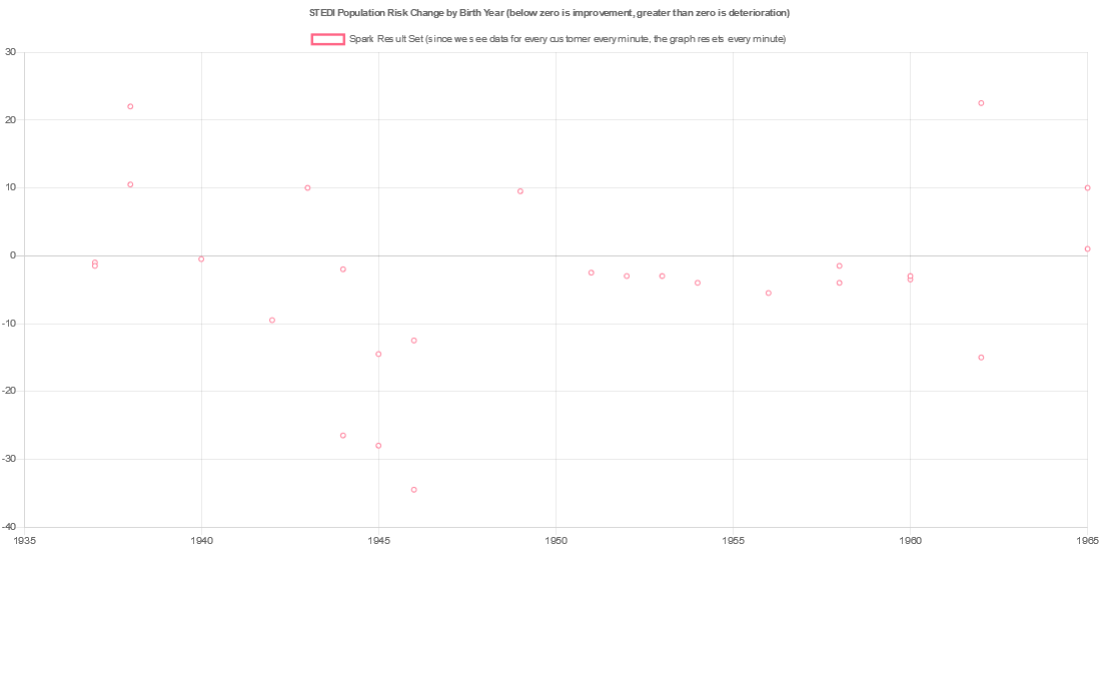 STEDI Population Risk Change by Birth Year (below zero is improvement, greater than zero is deterioration)
Spark Result Set (since we see data for every customer every minute, the graph resets every minute)
30
20
10
0
-10
-20
-30
-40
1935 1940 1945 1950 1955 1960 1965